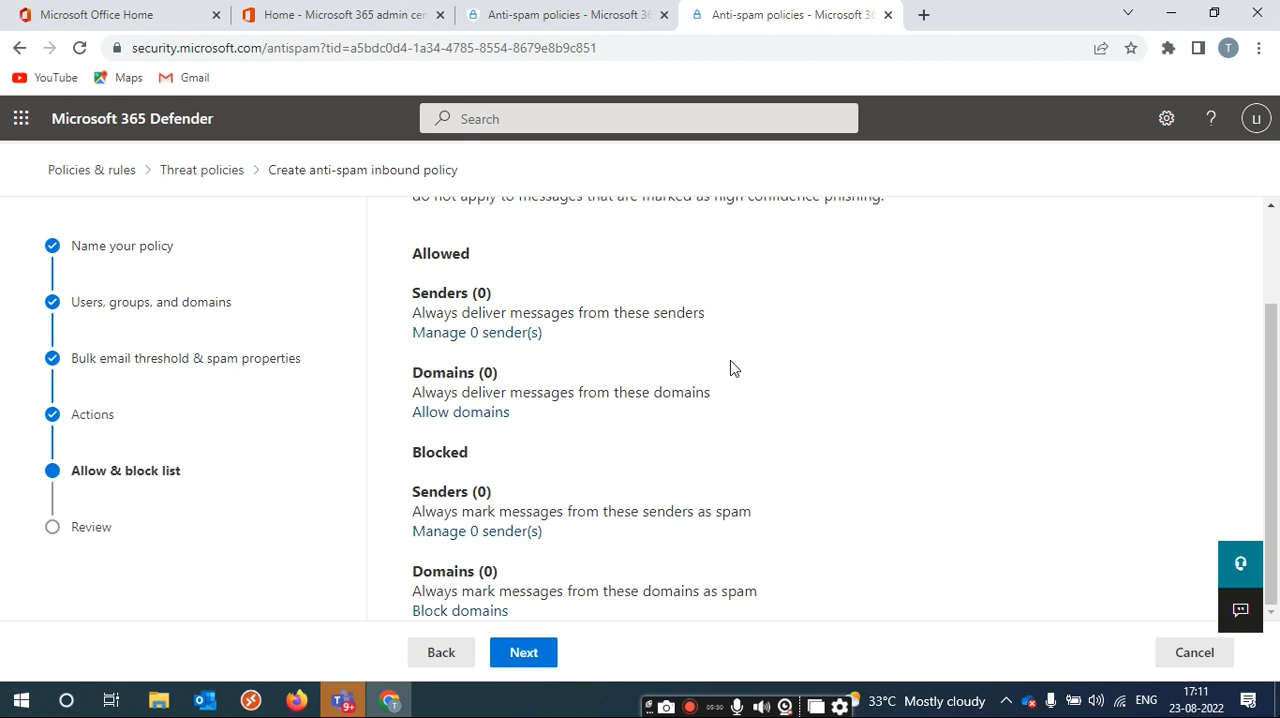 Microsoft Office Home
Home - Microsoft 365 admin cen
Anti-spam policies - Microsoft 36
Anti-spam policies - Microsoft 36
security.microsoft.com/antispam?tid=a5bdc0d4-1a34-4785-8554-8679e8b9c851
T
YouTube
Maps
Gmail
Microsoft 365 Defender
Search
?
LI
Policies & rules > Threat policies > Create anti-spam inbound policy
do not apply to messages that are marked as high confidence phishing.
Name your policy
Users, groups, and domains
Bulk email threshold & spam properties
Actions
Allow & block list
Review
Allowed
Senders (0)
Always deliver messages from these senders
Manage 0 sender(s)
Domains (0)
Always deliver messages from these domains
Allow domains
Blocked
Senders (0)
Always mark messages from these senders as spam
Manage 0 sender(s)
Domains (0)
Always mark messages from these domains as spam
Block domains
Back
Next
Cancel
9+
T
05:30
33°C Mostly cloudy
ENG
17:11
23-08-2022